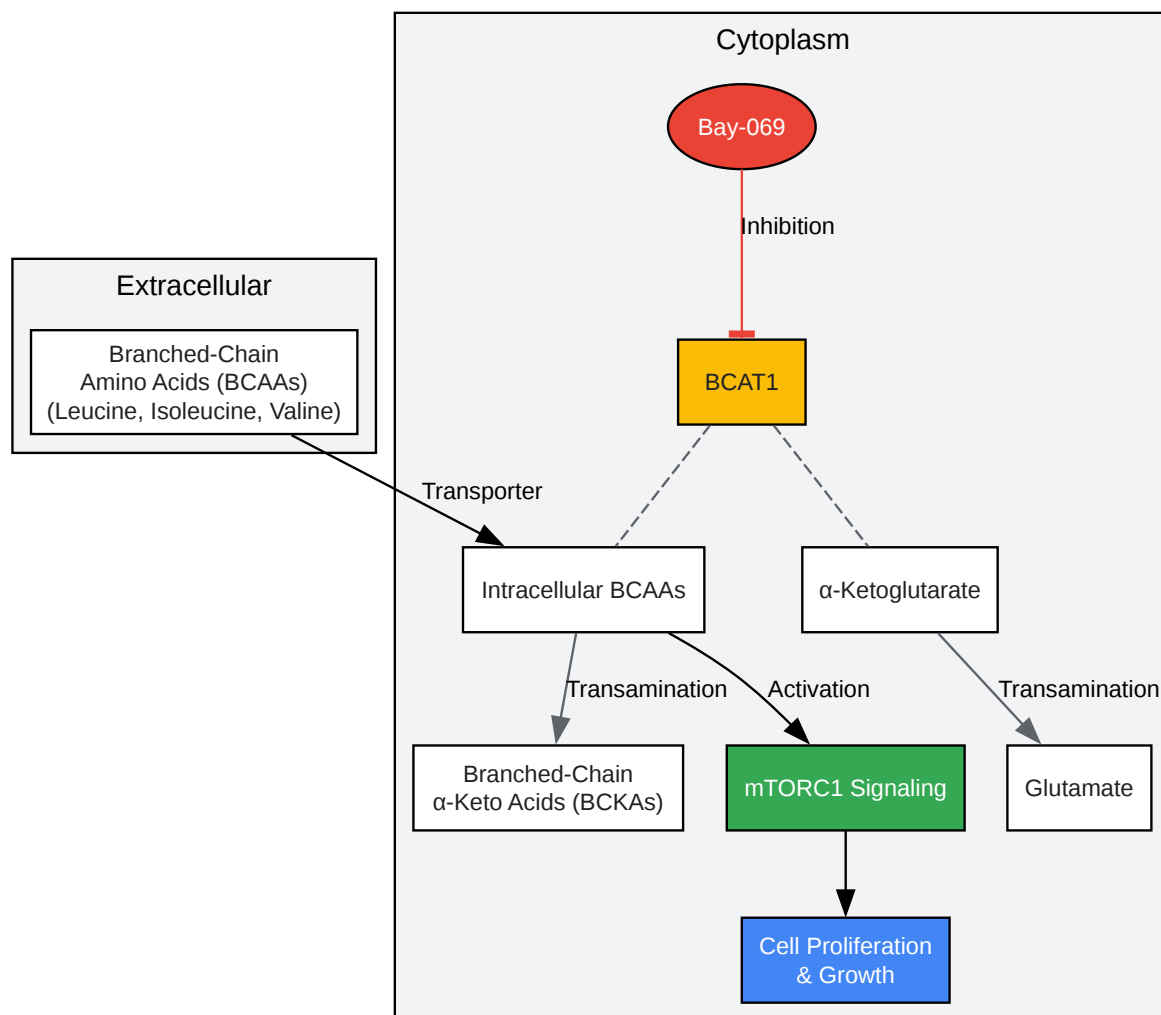 Cytoplasm
Bay-069
Inhibition
Extracellular
Branched-Chain
Amino Acids (BCAAs)
(Leucine, Isoleucine, Valine)
BCAT1
Transporter
Intracellular BCAAs
α-Ketoglutarate
Transamination
Activation
Transamination
Branched-Chain
α-Keto Acids (BCKAs)
mTORC1 Signaling
Glutamate
Cell Proliferation
& Growth